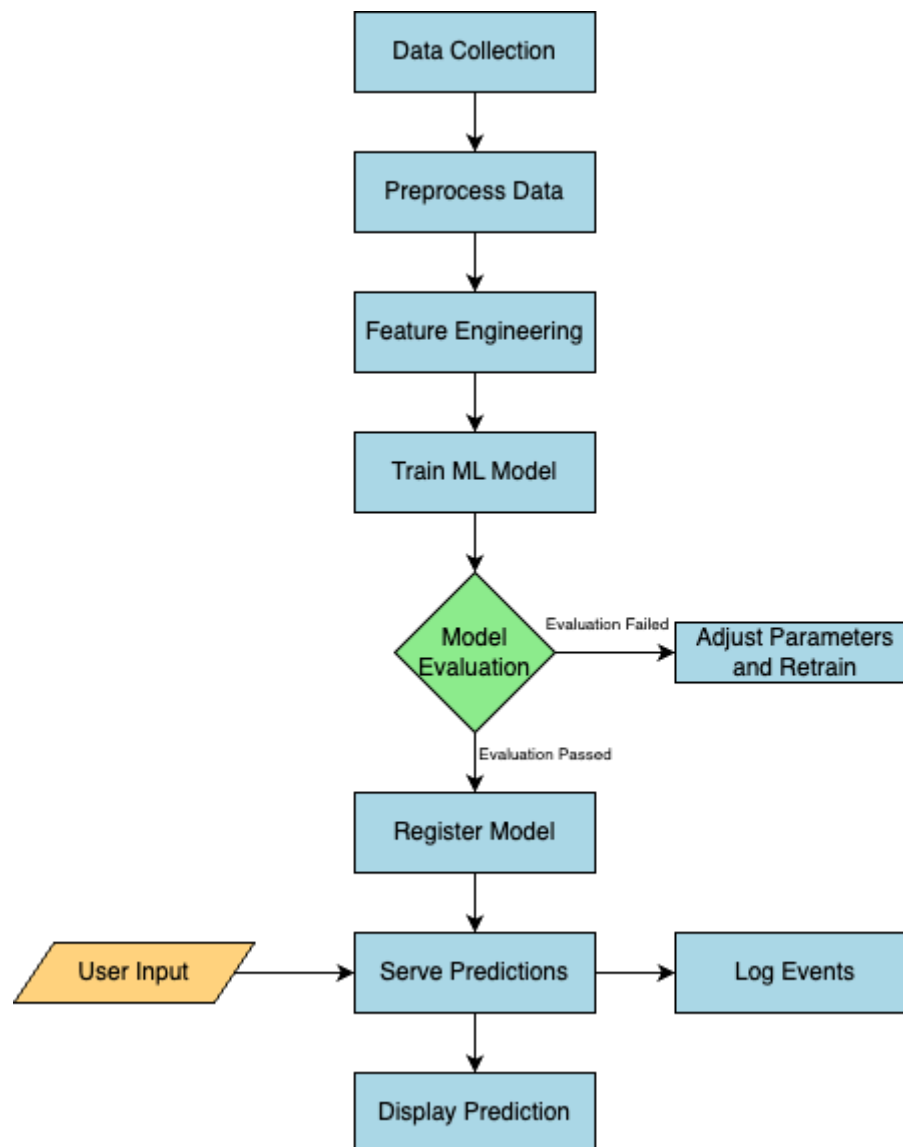 Data Collection
Preprocess Data
Feature Engineering
Train ML Model
Model
Evaluation
Evaluation Failed
Adjust Parameters
and Retrain
Evaluation Passed
Register Model
User Input
Serve Predictions
Log Events
Display Prediction